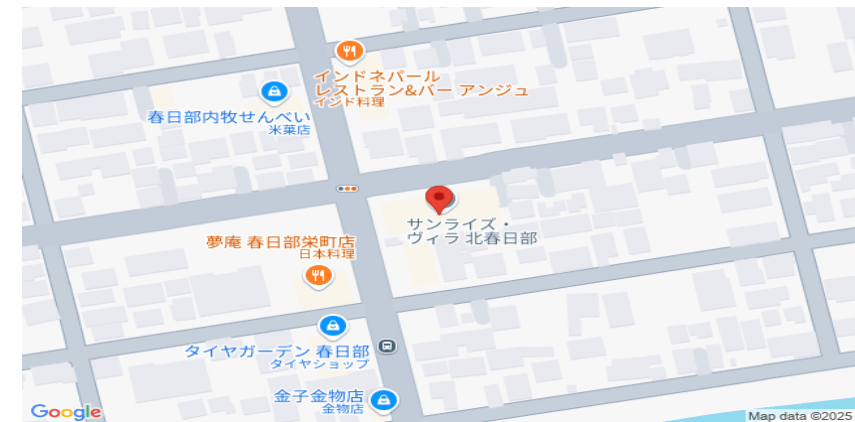 インドネパール
レストラン&バー アンジュ
インド料理
春日部内牧せんべい
米菓店
サンライズ・
ヴィラ 北春日部
夢庵 春日部栄町店
日本料理
タイヤガーデン 春日部
タイヤショップ
金子金物店
金物店
Google
Map data ©2025